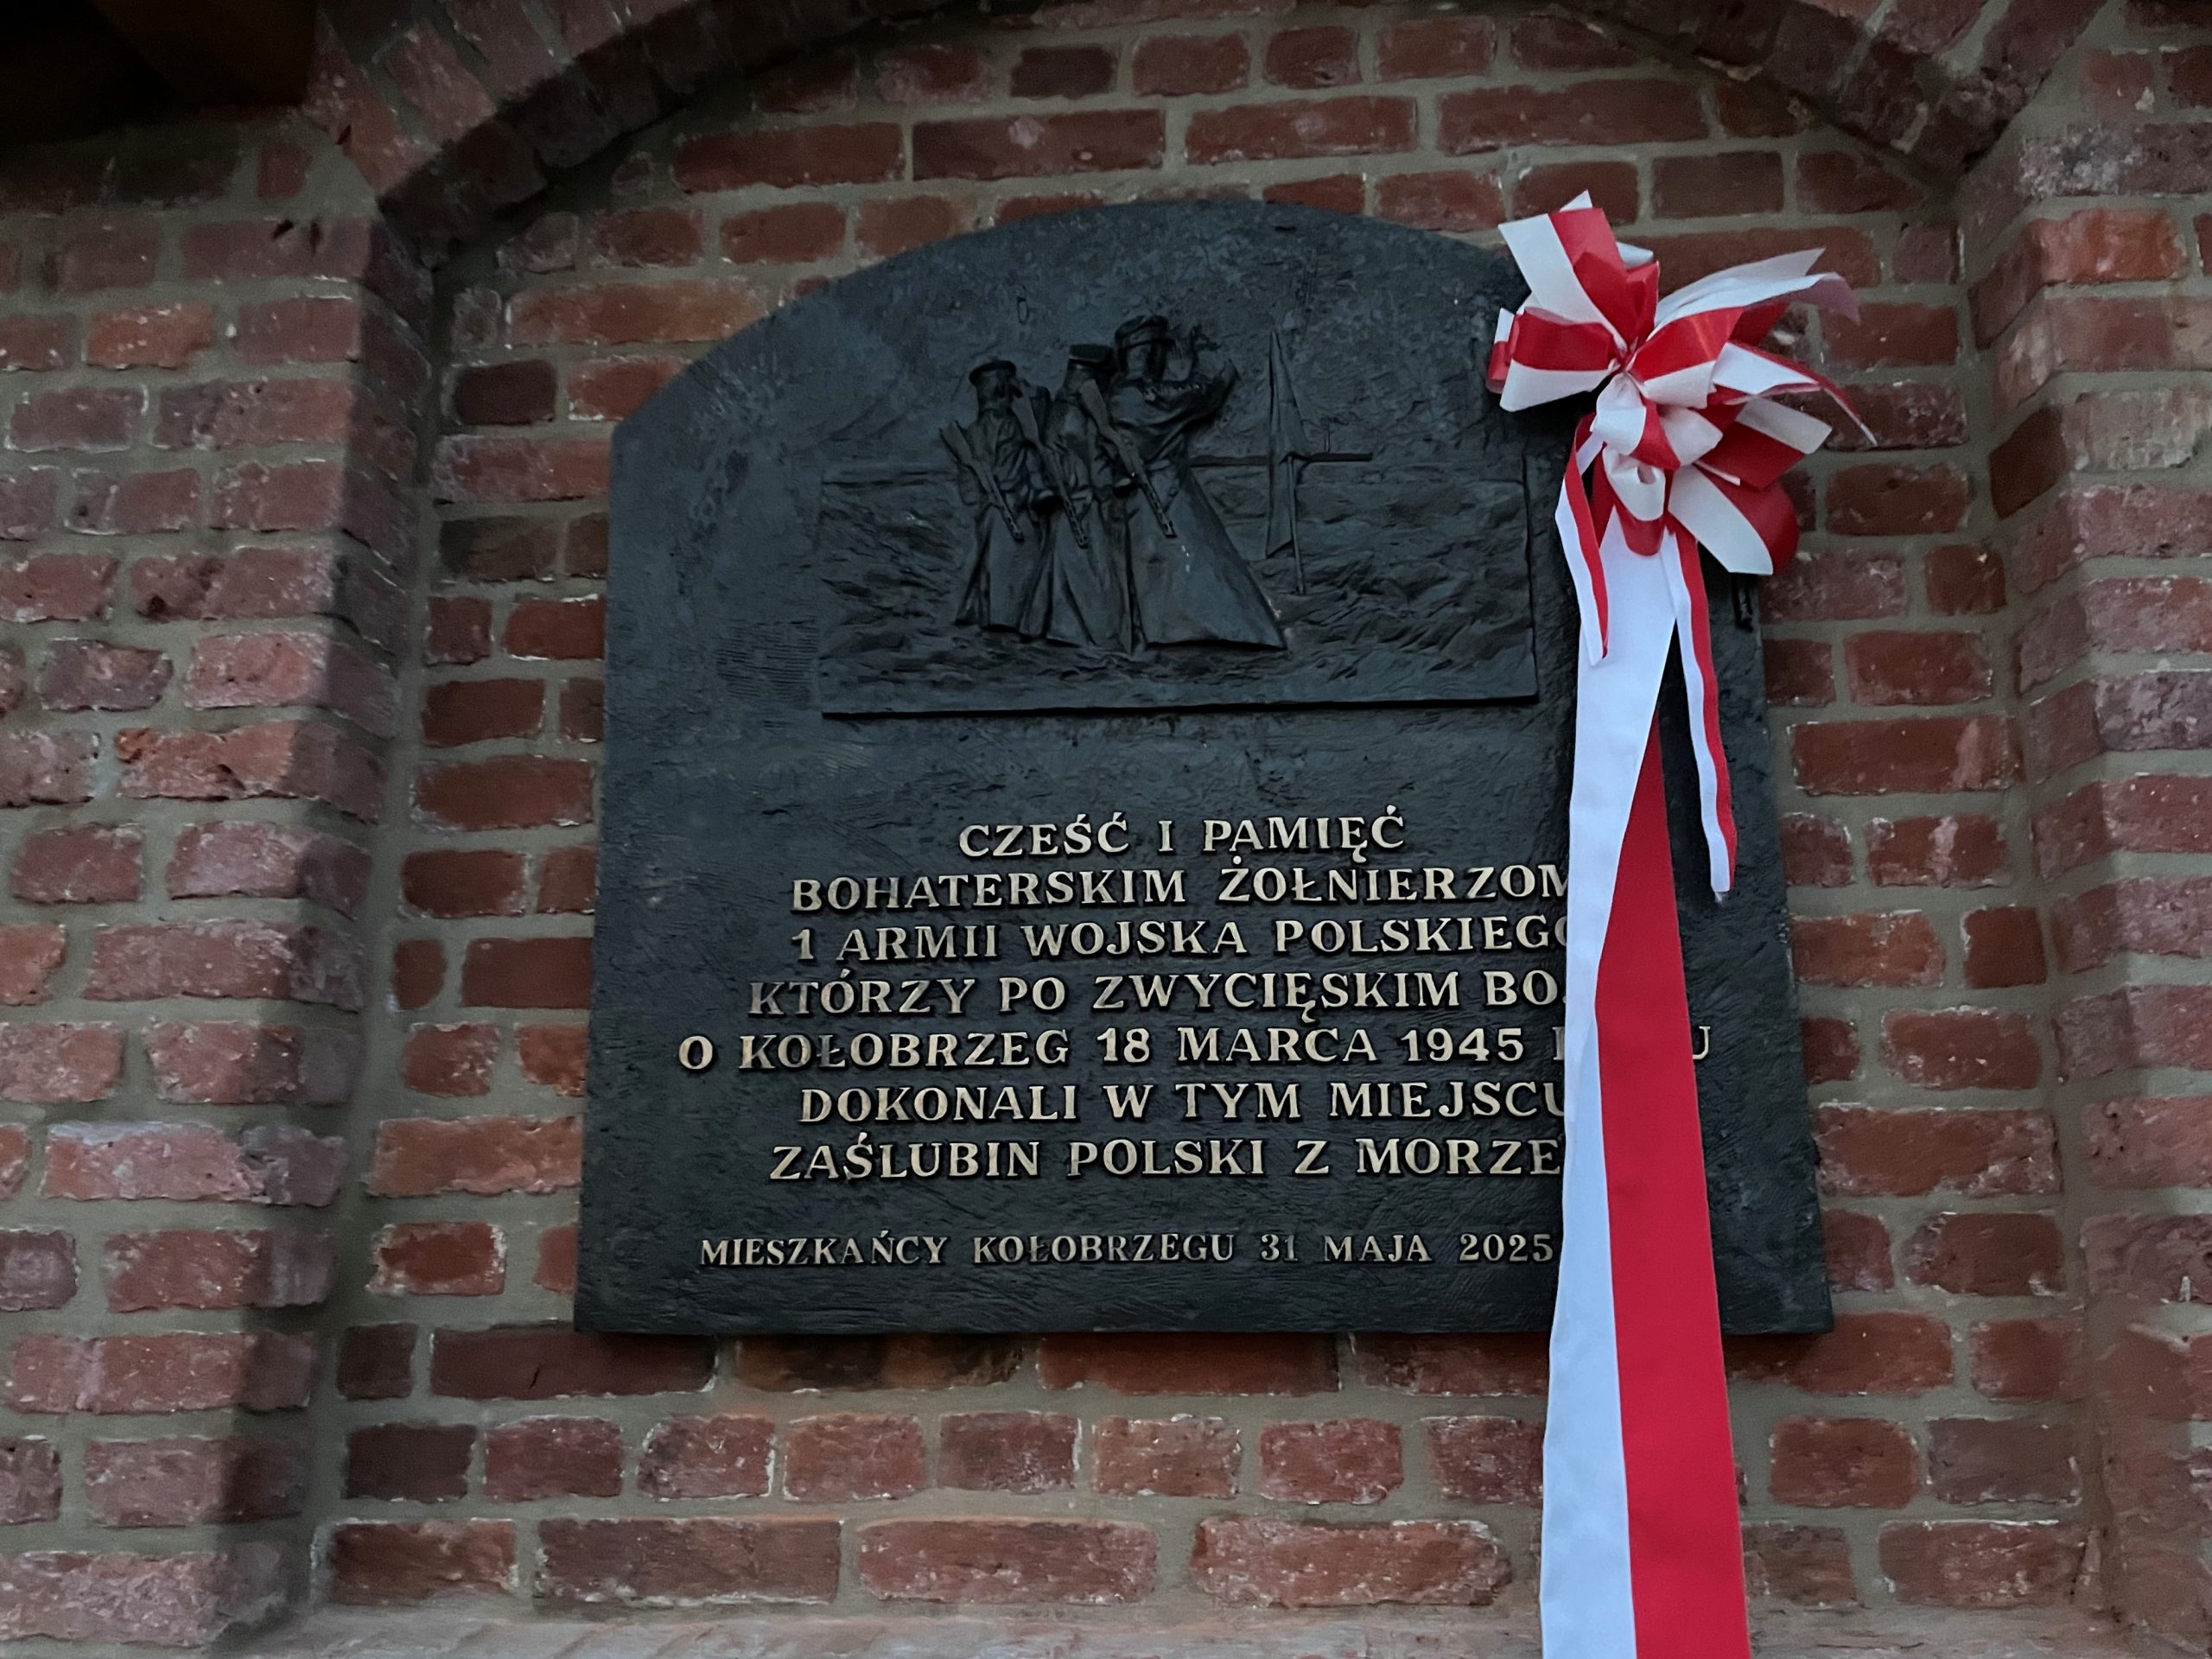 CZEŚĆ I PAMIĘĆ
BOHATERSKIM ŻOŁNIERZOM
1 ARMII WOJSKA POLSKIEGO
KTÓRZY PO ZWYCIĘSKIM
O KOŁOBRZEG 18 MARCA 1945
DOKONALI W TYM MIEJSCU
ZAŚLUBIN POLSKI Z
MIESZKAŃCY KOŁOBRZEGU 31 MAJA 2025